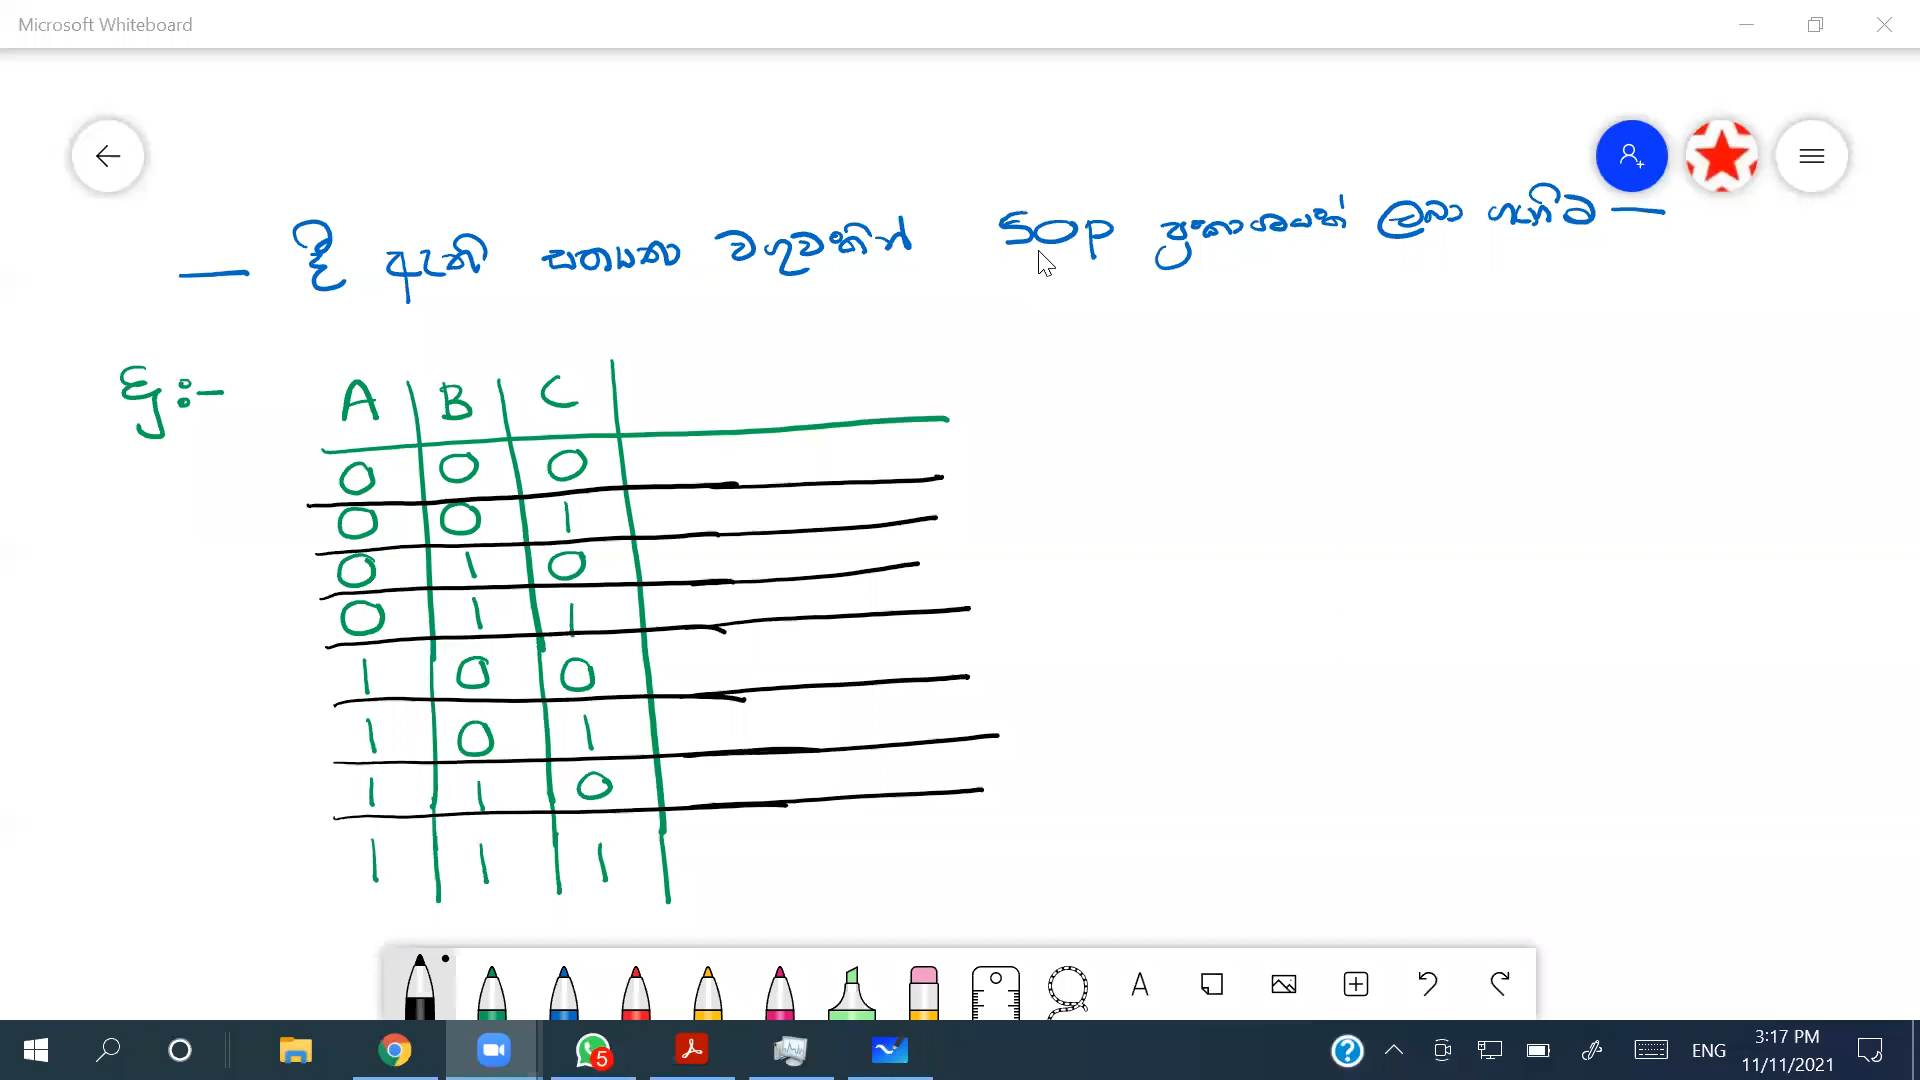 Microsoft Whiteboard
— දී ඇති සත්‍යතා වගුවකින් SOP ප්‍රකාශයක් ලබා ගැනීම —
උදා :-
A B C
0 0 0
0 0 1
0 1 0
0 1 1
1 0 0
1 0 1
1 1 0
1 1 1
A
5
ENG
3:17 PM
11/11/2021